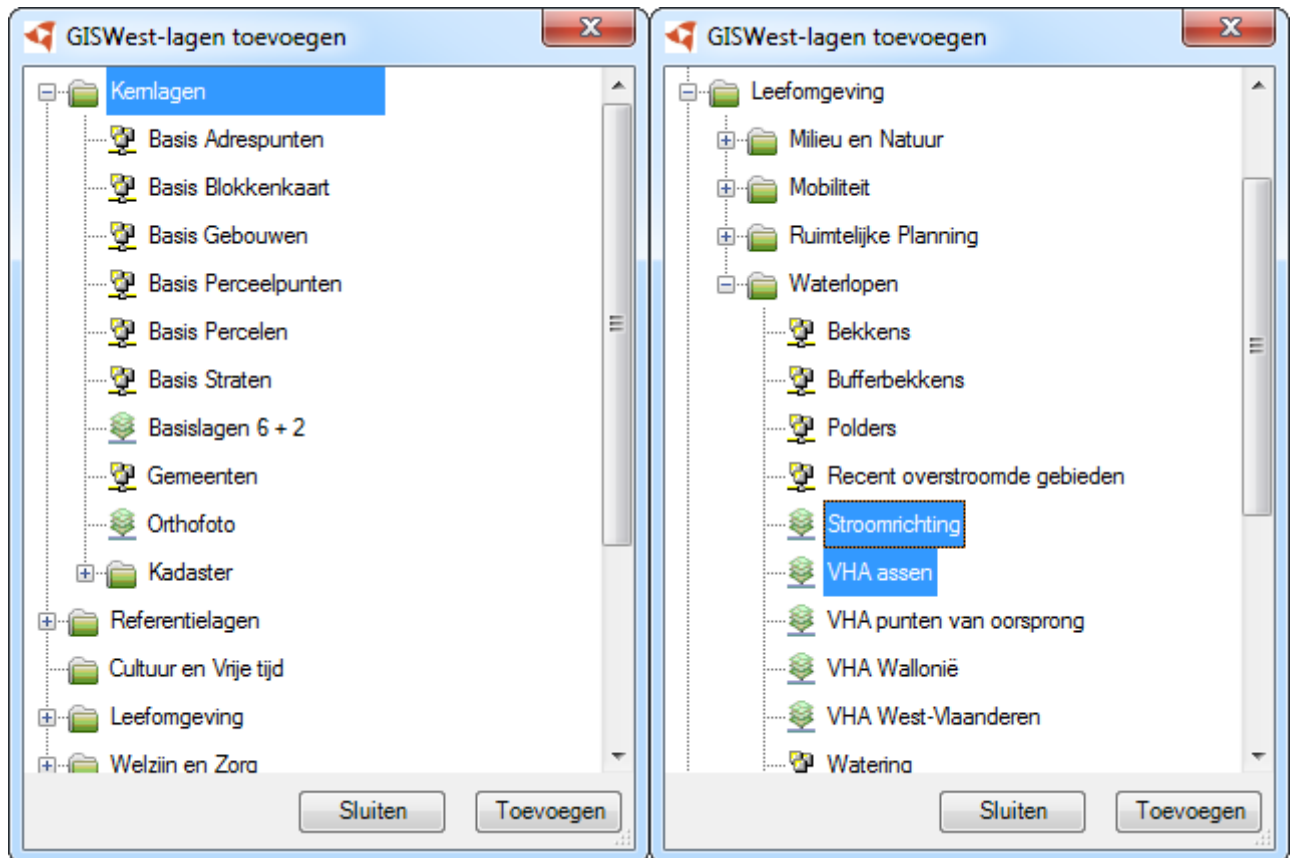 GISWest-lagen toevoegen
Kernlagen
Basis Adrespunten
Basis Blokkenkaart
Basis Gebouwen
Basis Perceelpunten
Basis Percelen
Basis Straten
Basislagen 6 + 2
Gemeenten
Orthofoto
Kadaster
Referentielagen
Cultuur en Vrije tijd
Leefomgeving
Welzijn en Zorg
Sluiten
Toevoegen
GISWest-lagen toevoegen
Leefomgeving
Milieu en Natuur
Mobiliteit
Ruimtelijke Planning
Waterlopen
Bekkens
Bufferbekkens
Polders
Recent overstroomde gebieden
Stroomrichting
VHA assen
VHA punten van oorsprong
VHA Wallonië
VHA West-Vlaanderen
Watering
Sluiten
Toevoegen